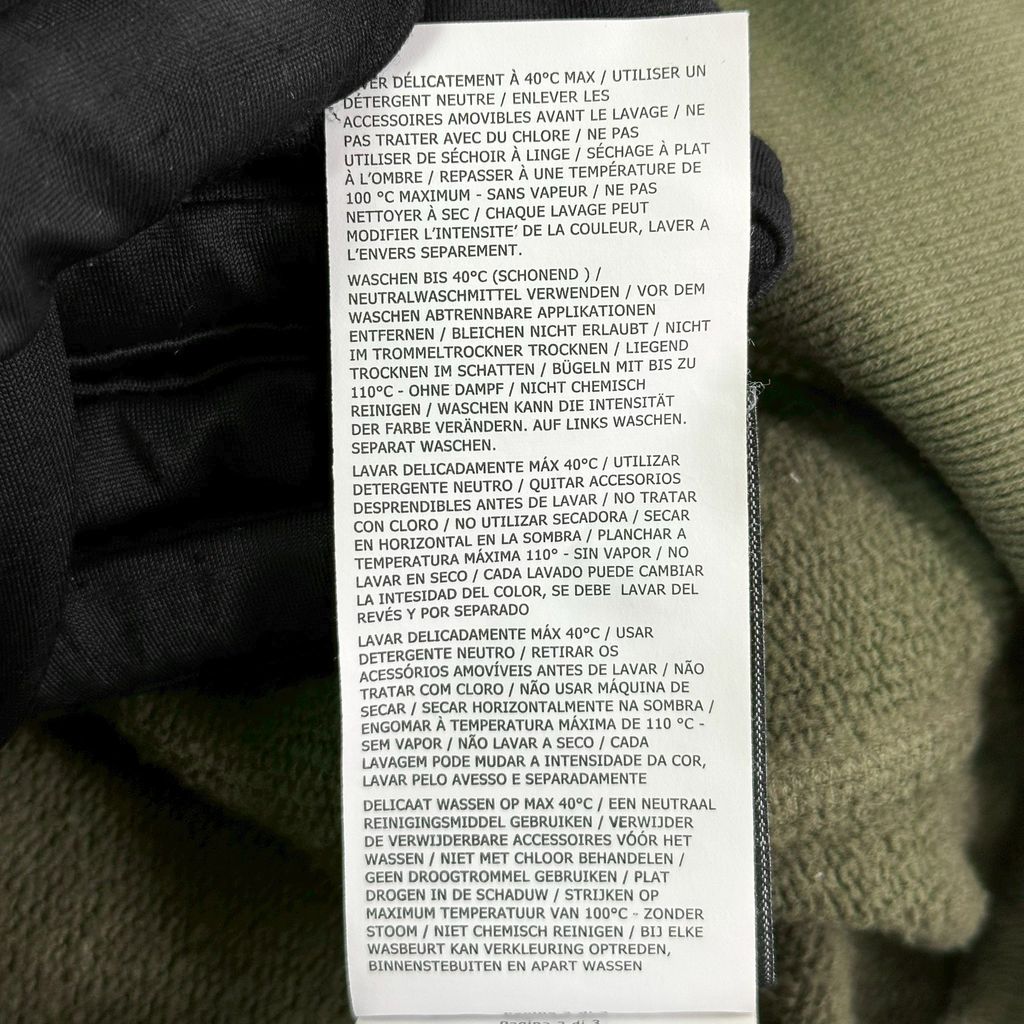 DÉLICATEMENT À 40°C MAX / UTILISER UN
DÉTERGENT NEUTRE / ENLEVER LES
ACCESSOIRES AMOVIBLES AVANT LE LAVAGE / NE
PAS TRAITER AVEC DU CHLORE / NE PAS
UTILISER DE SÉCHOIR À LINGE / SÉCHAGE À PLAT
À L'OMBRE / REPASSER À UNE TEMPÉRATURE DE
100 °C MAXIMUM - SANS VAPEUR / NE PAS
NETTOYER À SEC / CHAQUE LAVAGE PEUT
MODIFIER L'INTENSITE' DE LA COULEUR, LAVER A
L'ENVERS SEPAREMENT.
WASCHEN BIS 40°C (SCHONEND ) /
NEUTRALWASCHMITTEL VERWENDEN / VOR DEM
WASCHEN ABTRENNBARE APPLIKATIONEN
ENTFERNEN / BLEICHEN NICHT ERLAUBT / NICHT
IM TROMMELTROCKNER TROCKNEN / LIEGEND
TROCKNEN IM SCHATTEN / BÜGELN MIT BIS ZU
110°C - OHNE DAMPF / NICHT CHEMISCH
REINIGEN / WASCHEN KANN DIE INTENSITÄT
DER FARBE VERÄNDERN. AUF LINKS WASCHEN.
SEPARAT WASCHEN.
LAVAR DELICADAMENTE MÁX 40°C / UTILIZAR
DETERGENTE NEUTRO / QUITAR ACCESORIOS
DESPRENDIBLES ANTES DE LAVAR / NO TRATAR
CON CLORO / NO UTILIZAR SECADORA / SECAR
EN HORIZONTAL EN LA SOMBRA / PLANCHAR A
TEMPERATURA MÁXIMA 110° - SIN VAPOR / NO
LAVAR EN SECO / CADA LAVADO PUEDE CAMBIAR
LA INTESIDAD DEL COLOR, SE DEBE LAVAR DEL
REVÉS Y POR SEPARADO
LAVAR DELICADAMENTE MÁX 40°C / USAR
DETERGENTE NEUTRO / RETIRAR OS
ACESSÓRIOS AMOVÍVEIS ANTES DE LAVAR / NÃO
TRATAR COM CLORO / NÃO USAR MÁQUINA DE
SECAR / SECAR HORIZONTALMENTE NA SOMBRA /
ENGOMAR À TEMPERATURA MÁXIMA DE 110 °C -
SEM VAPOR / NÃO LAVAR A SECO / CADA
LAVAGEM PODE MUDAR A INTENSIDADE DA COR,
LAVAR PELO AVESSO E SEPARADAMENTE
DELICAAT WASSEN OP MAX 40°C / EEN NEUTRAAL
REINIGINGSMIDDEL GEBRUIKEN / VERWIJDER
DE VERWIJDERBARE ACCESSOIRES VÓÓR HET
WASSEN / NIET MET CHLOOR BEHANDELEN /
GEEN DROOGTROMMEL GEBRUIKEN / PLAT
DROGEN IN DE SCHADUW / STRIJKEN OP
MAXIMUM TEMPERATUUR VAN 100°C - ZONDER
STOOM / NIET CHEMISCH REINIGEN / BIJ ELKE
WASBEURT KAN VERKLEURING OPTREDEN,
BINNENSTEBUITEN EN APART WASSEN